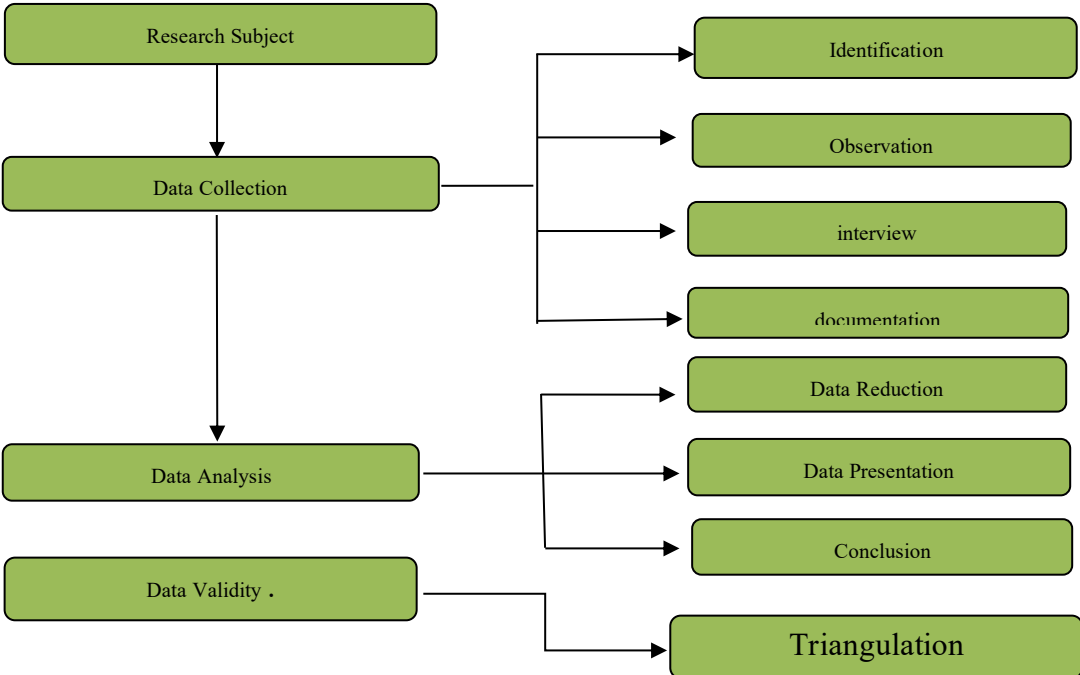 Research Subject
Identification
Observation
Data Collection
interview
documentation
Data Reduction
Data Analysis
Data Presentation
Conclusion
Data Validity .
Triangulation